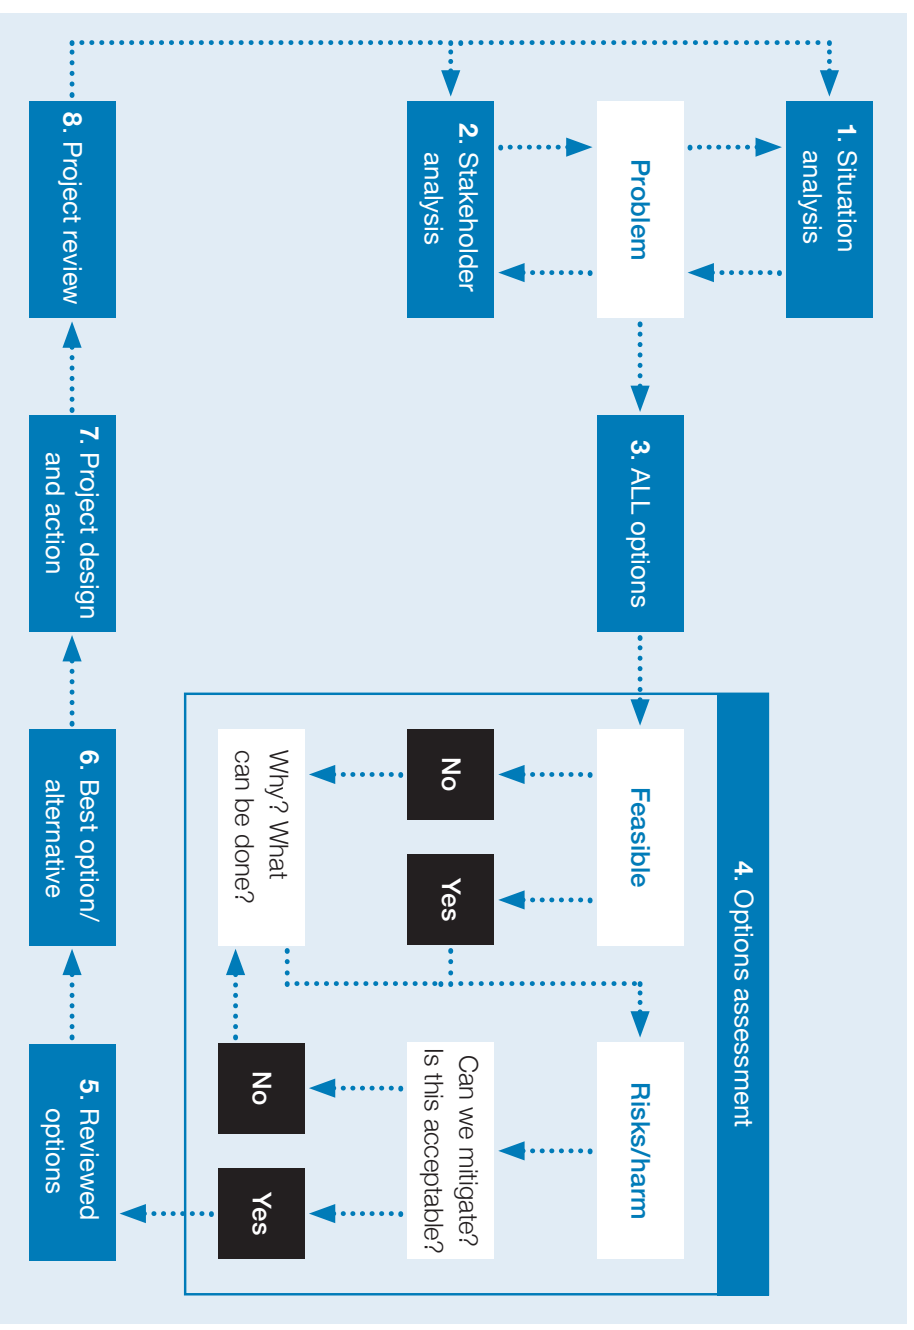 1. Situation
analysis
Problem
2. Stakeholder
analysis
3. ALL options
4. Options assessment
Feasible
No
Yes
Why? What
can be done?
Risks/harm
Can we mitigate?
Is this acceptable?
No
Yes
5. Reviewed
options
6. Best option/
alternative
7. Project design
and action
8. Project review